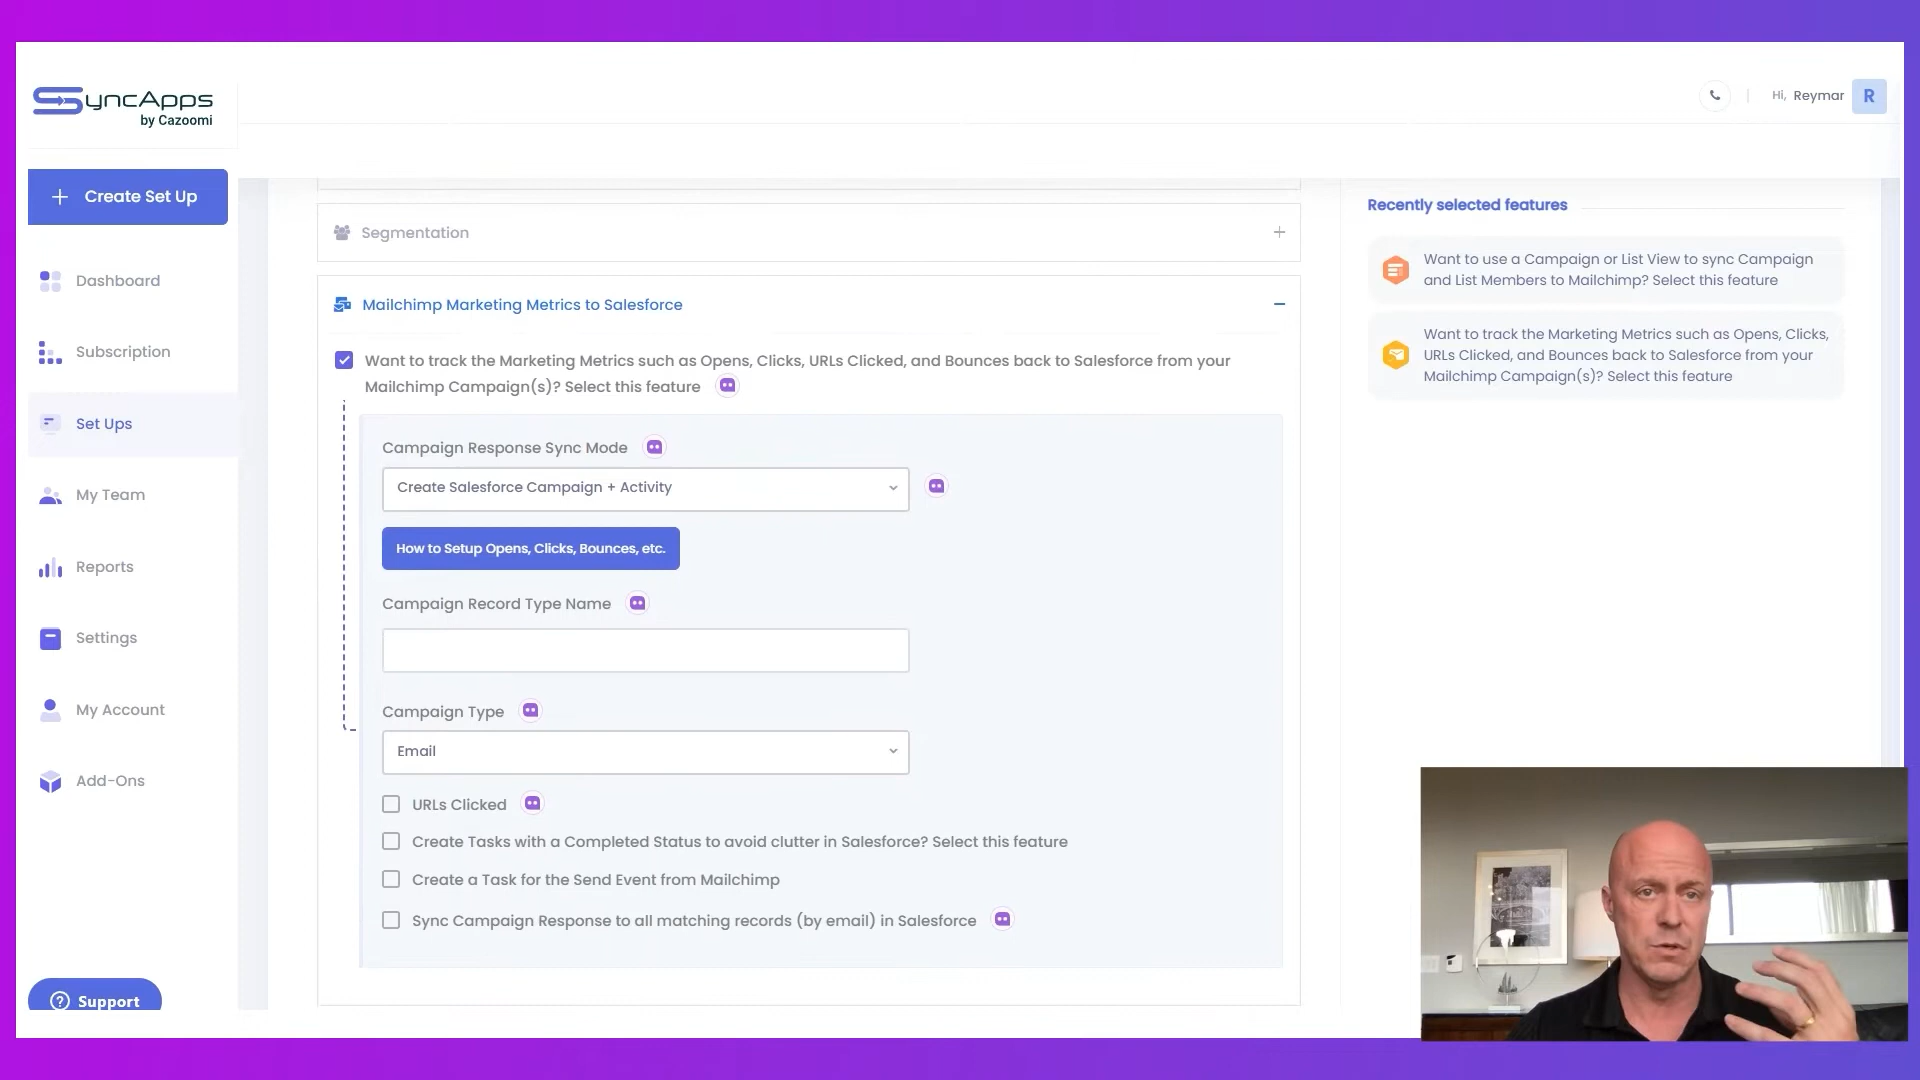 SyncApps
by Cazoomi
Hi, Reymar
R
Create Set Up
Dashboard
Subscription
Set Ups
My Team
Reports
Settings
My Account
Add-Ons
Support
Segmentation
Mailchimp Marketing Metrics to Salesforce
Want to track the Marketing Metrics such as Opens, Clicks, URLs Clicked, and Bounces back to Salesforce from your
Mailchimp Campaign(s)? Select this feature
Campaign Response Sync Mode
Create Salesforce Campaign + Activity
How to Setup Opens, Clicks, Bounces, etc.
Campaign Record Type Name
Campaign Type
Email
URLs Clicked
Create Tasks with a Completed Status to avoid clutter in Salesforce? Select this feature
Create a Task for the Send Event from Mailchimp
Sync Campaign Response to all matching records (by email) in Salesforce
Recently selected features
Want to use a Campaign or List View to sync Campaign
and List Members to Mailchimp? Select this feature
Want to track the Marketing Metrics such as Opens, Clicks,
URLs Clicked, and Bounces back to Salesforce from your
Mailchimp Campaign(s)? Select this feature